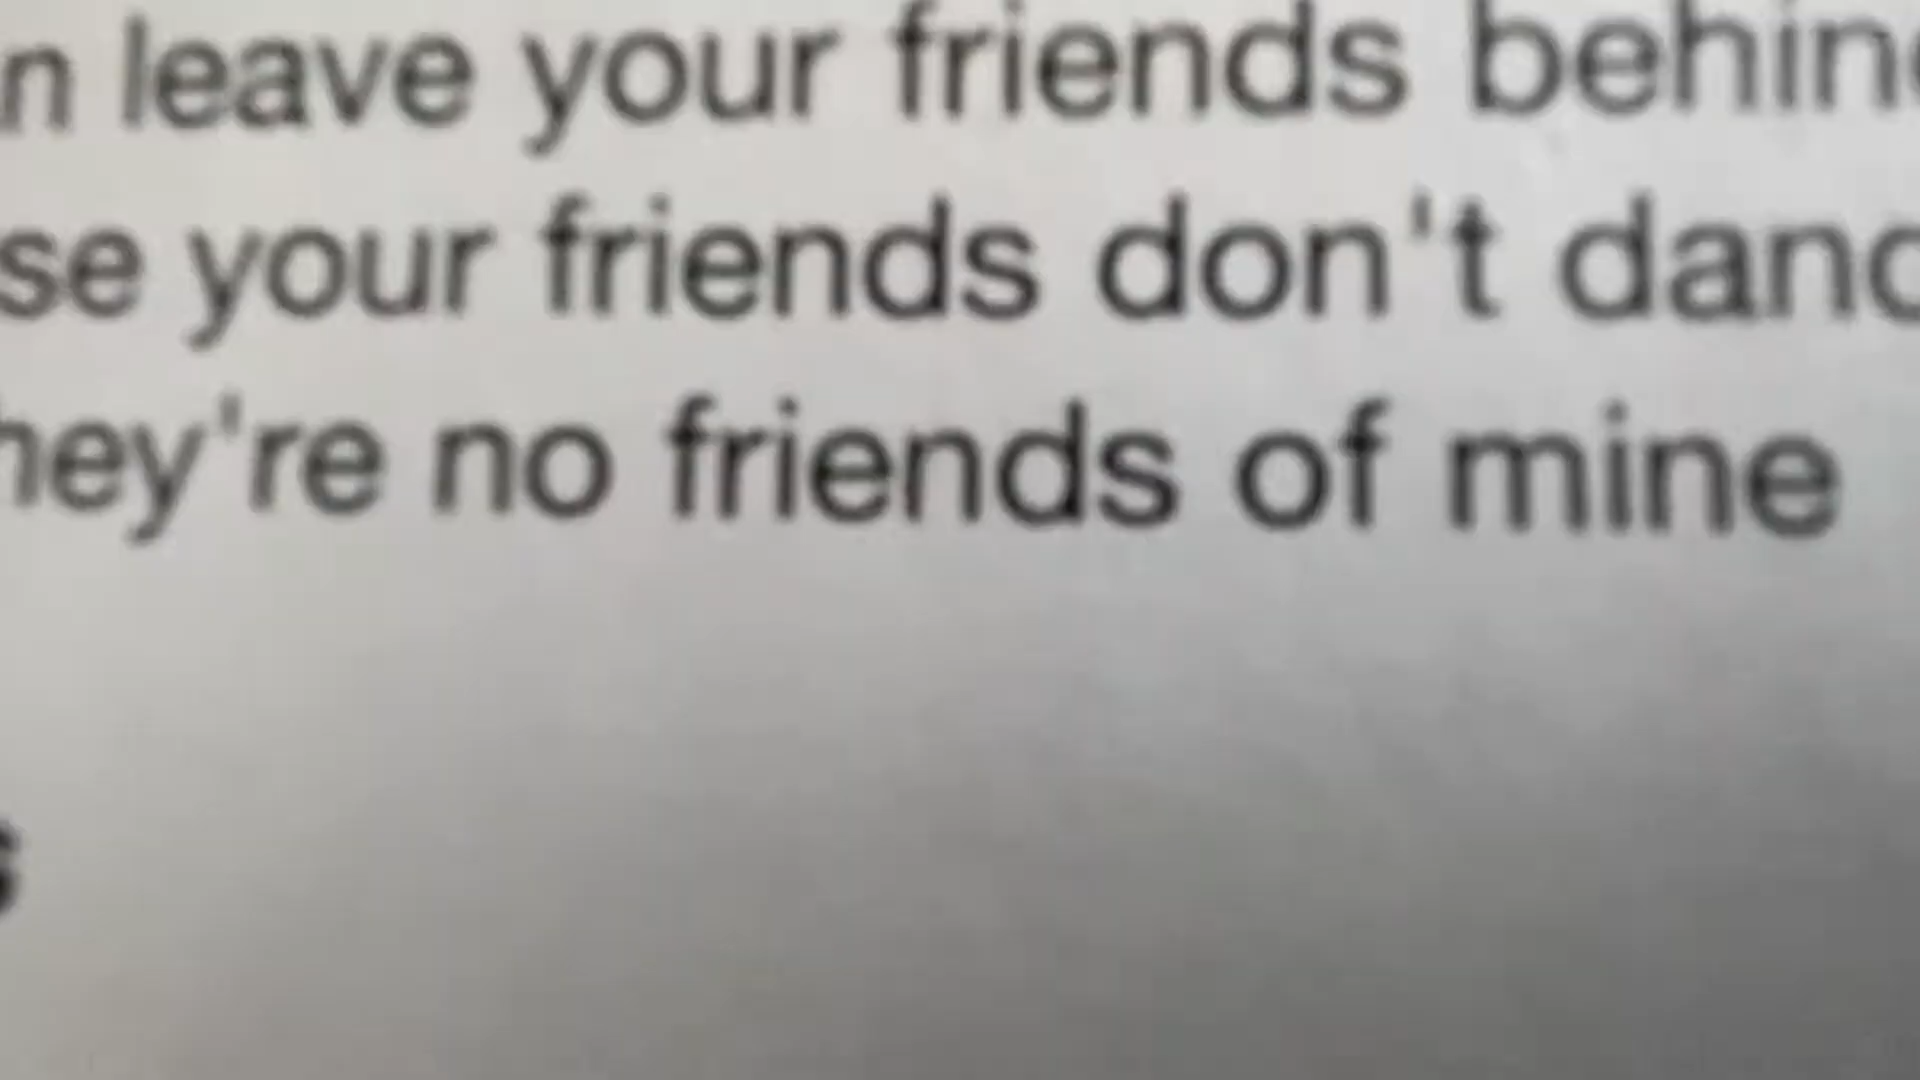 n leave your friends behin
se your friends don't danc
hey're no friends of mine
s